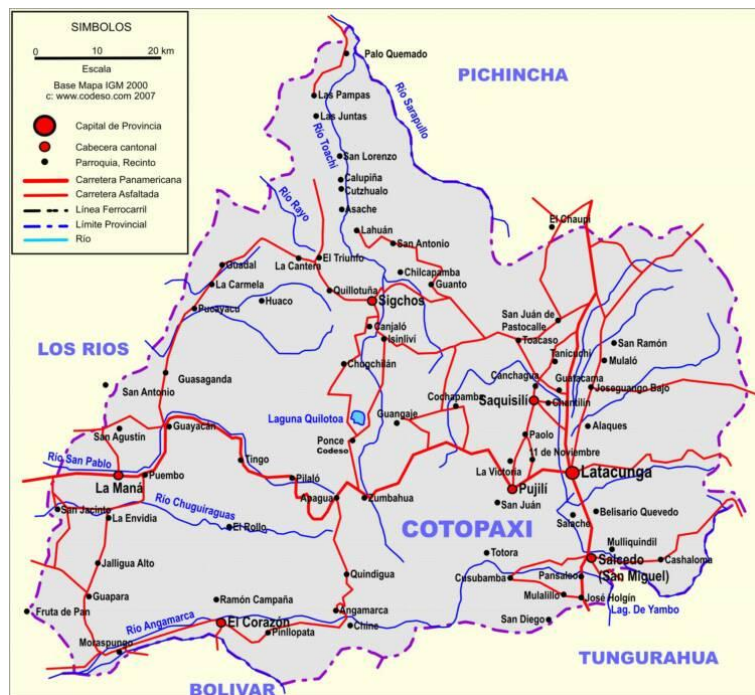 SIMBOLOS
0 10 20 km
Escala
Base Mapa IGM 2000
c: www.codeso.com 2007
Capital de Provincia
Cabecera cantonal
Parroquia, Recinto
Carretera Panamericana
Carretera Asfaltada
Línea Ferrocarril
Límite Provincial
Río
Palo Quemado
PICHINCHA
Río Sarapullo
Las Pampas
Las Juntas
Río Toachi
San Lorenzo
Calupiña
Cutzhualo
Río Rayo
Asache
El Chaupi
Lahuán
San Antonio
Guadal
La Cantera
El Triunfo
Chilcapamba
La Carmela
Quillotuña
Guanto
Huaco
Sigchos
Pucayacu
San Juán de
Pastocalle
Canjaló
Isinliví
Toacaso
San Ramón
LOS RIOS
Tanicuchí
Mulaló
Chugchilán
Guasaganda
Canchagua
Guaytacama
Joseguango Bajo
San Antonio
Cochapamba
Saquisilí
Chantilín
Laguna Quilotoa
Guangaje
Guayacán
Alaques
San Agustín
Ponce
Codeso
Paolo
Río San Pablo
Tingo
11 de Noviembre
La Victoria
La Maná
Puembo
Pilaló
Latacunga
Apagua
Zumbahua
Pujilí
Río Chuguiraguas
San Juán
San Jacinto
La Envidia
Belisario Quevedo
El Rollo
COTOPAXI
Salache
Mulliquindil
Totora
Jalligua Alto
Salcedo
(San Miguel)
Cashaloma
Quindigua
Cusubamba
Pansaleo
Guapara
Ramón Campaña
Mulalillo
José Holgín
Lag. De Yambo
Fruta de Pan
Angamarca
Río Angamarca
El Corazón
Chine
San Diego
Pinllopata
Moraspungo
TUNGURAHUA
BOLIVAR